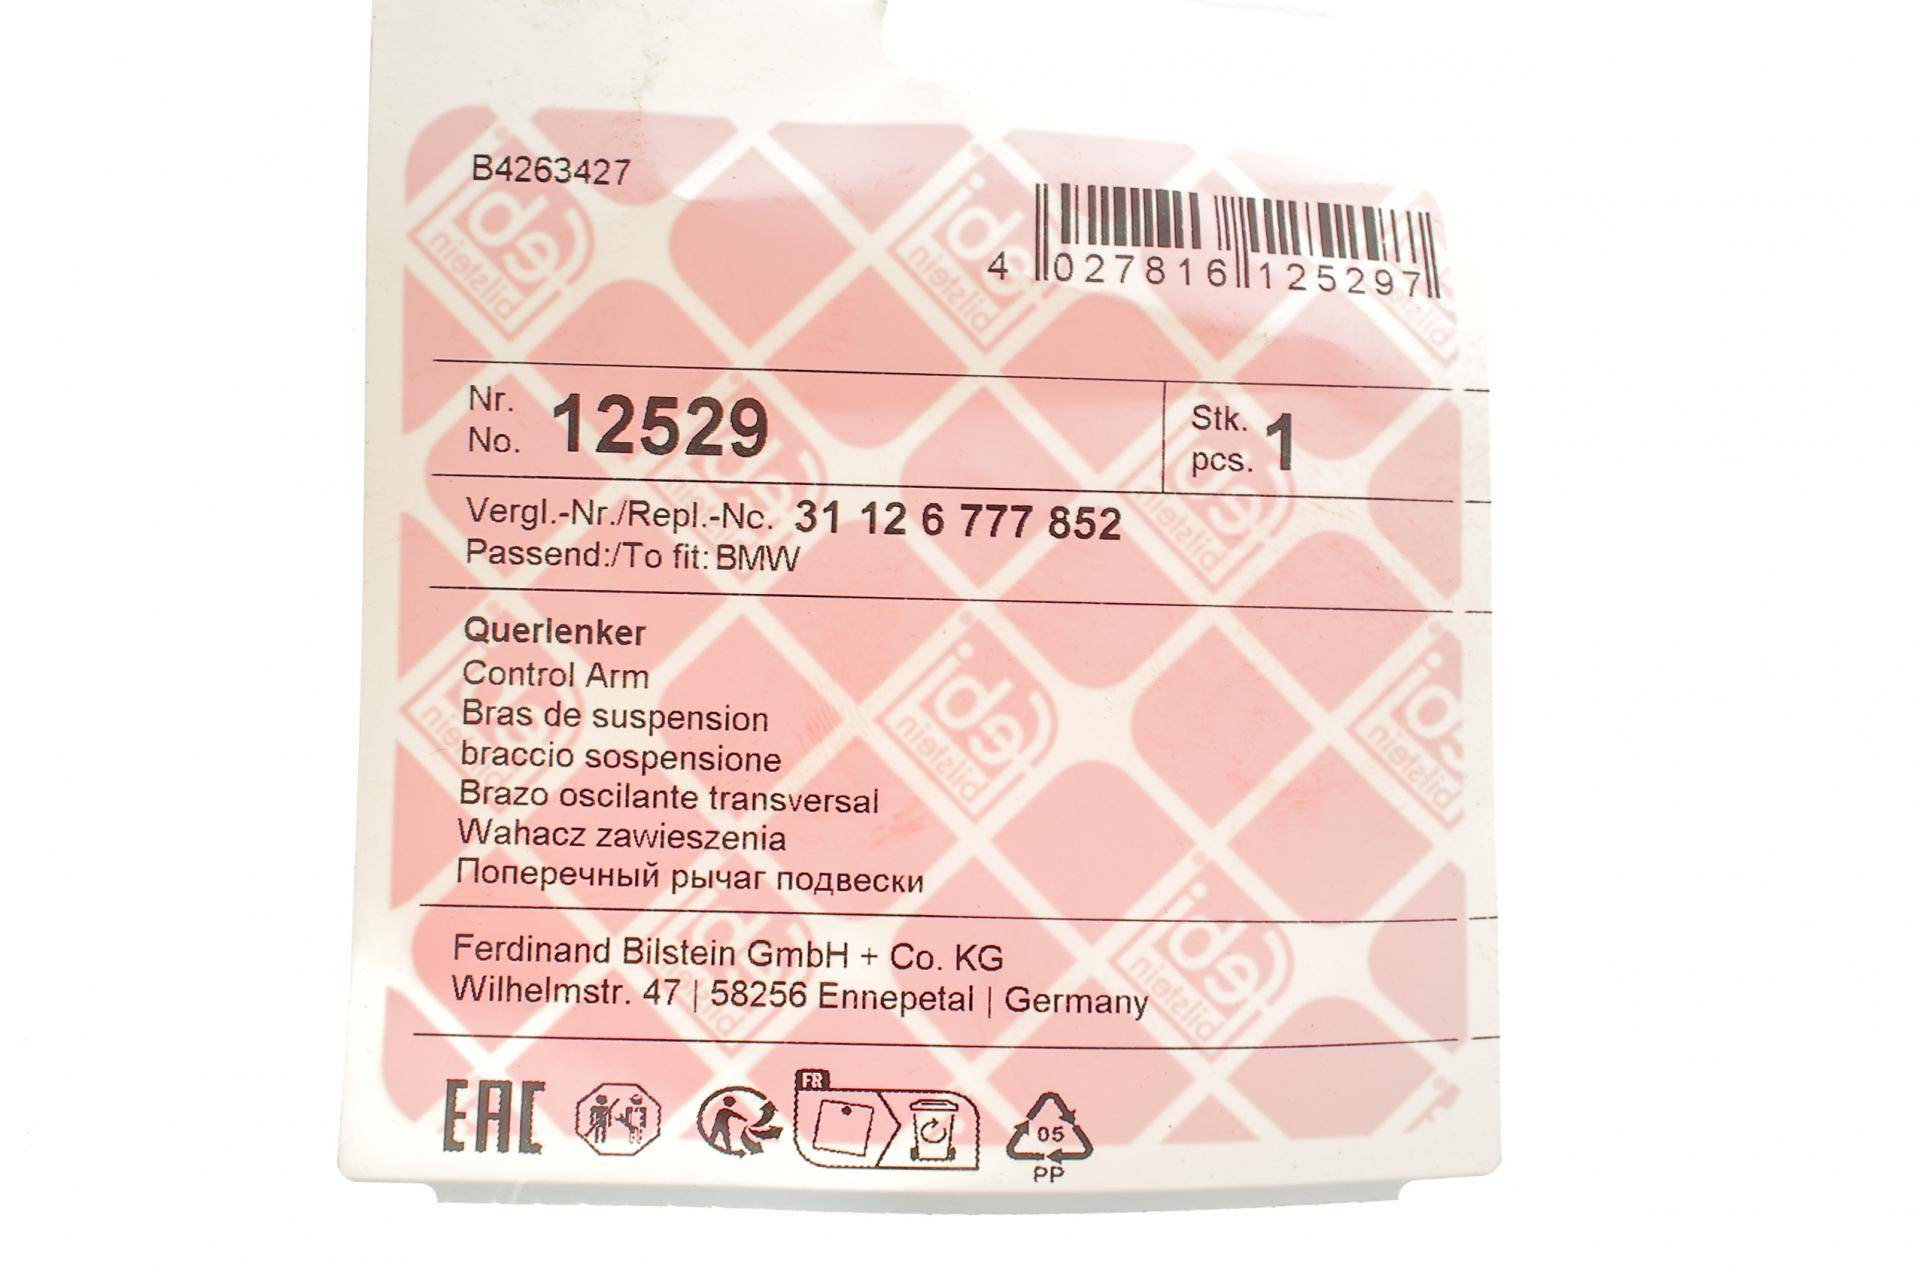 B4263427
4 027816 125297
Nr.
No. 12529
Stk.
pcs. 1
Vergl.-Nr./Repl.-Nc. 31 12 6 777 852
Passend:/To fit: BMW
Querlenker
Control Arm
Bras de suspension
braccio sospensione
Brazo oscilante transversal
Wahacz zawieszenia
Поперечный рычаг подвески
Ferdinand Bilstein GmbH + Co. KG
Wilhelmstr. 47 | 58256 Ennepetal | Germany
EAC
FR
05
PP
febi
bilstein